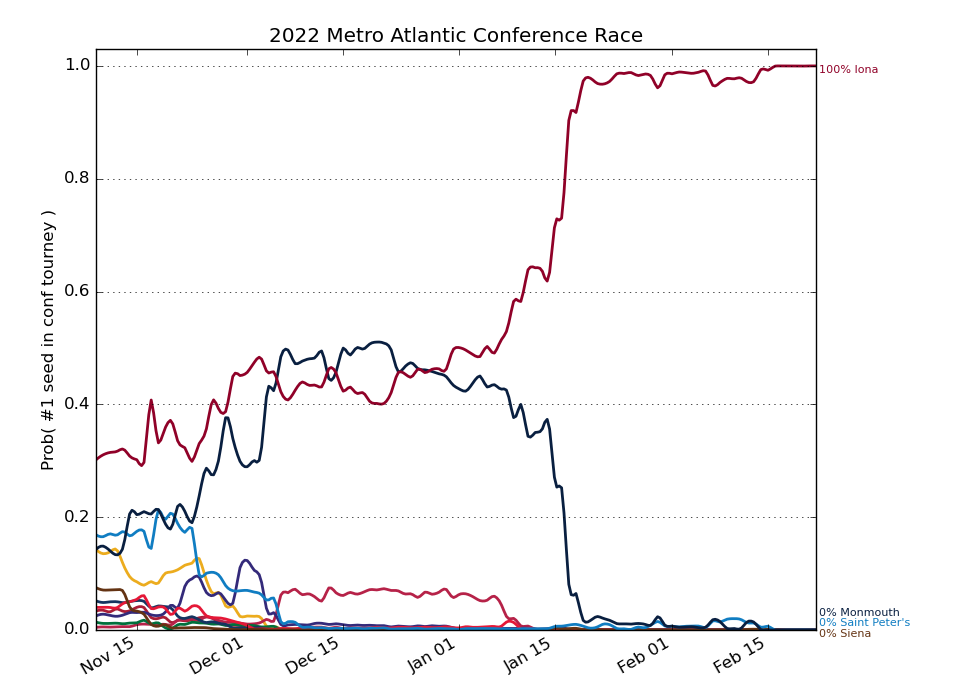 2022 Metro Atlantic Conference Race
Prob( #1 seed in conf tourney )
1.0
0.8
0.6
0.4
0.2
0.0
Nov 15
Dec 01
Dec 15
Jan 01
Jan 15
Feb 01
Feb 15
100% Iona
0% Monmouth
0% Saint Peter's
0% Siena